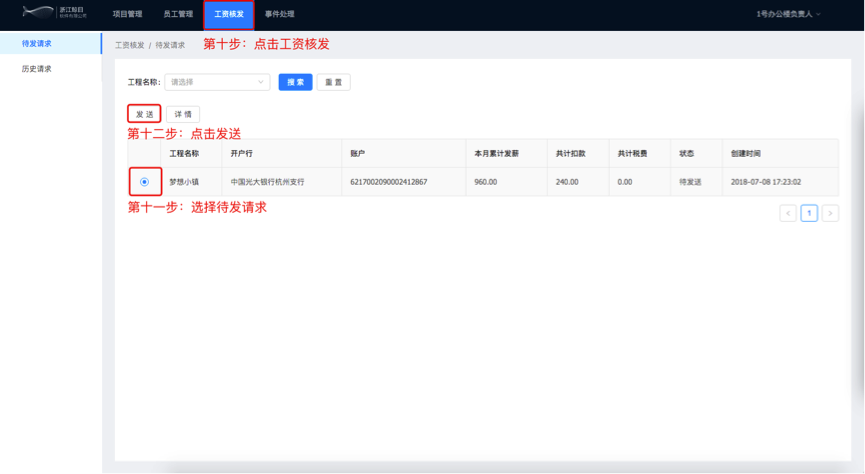 浙江鲸目
软件有限公司
项目管理 员工管理 工资核发 事件处理 1号办公楼负责人
待发请求
历史请求
工资核发 / 待发请求 第十步：点击工资核发
工程名称: 请选择 搜 索 重 置
发 送 详 情
第十二步：点击发送
工程名称 开户行 账户 本月累计发薪 共计扣款 共计税费 状态 创建时间
梦想小镇 中国光大银行杭州支行 6217002090002412867 960.00 240.00 0.00 待发送 2018-07-08 17:23:02
第十一步：选择待发请求
< 1 >